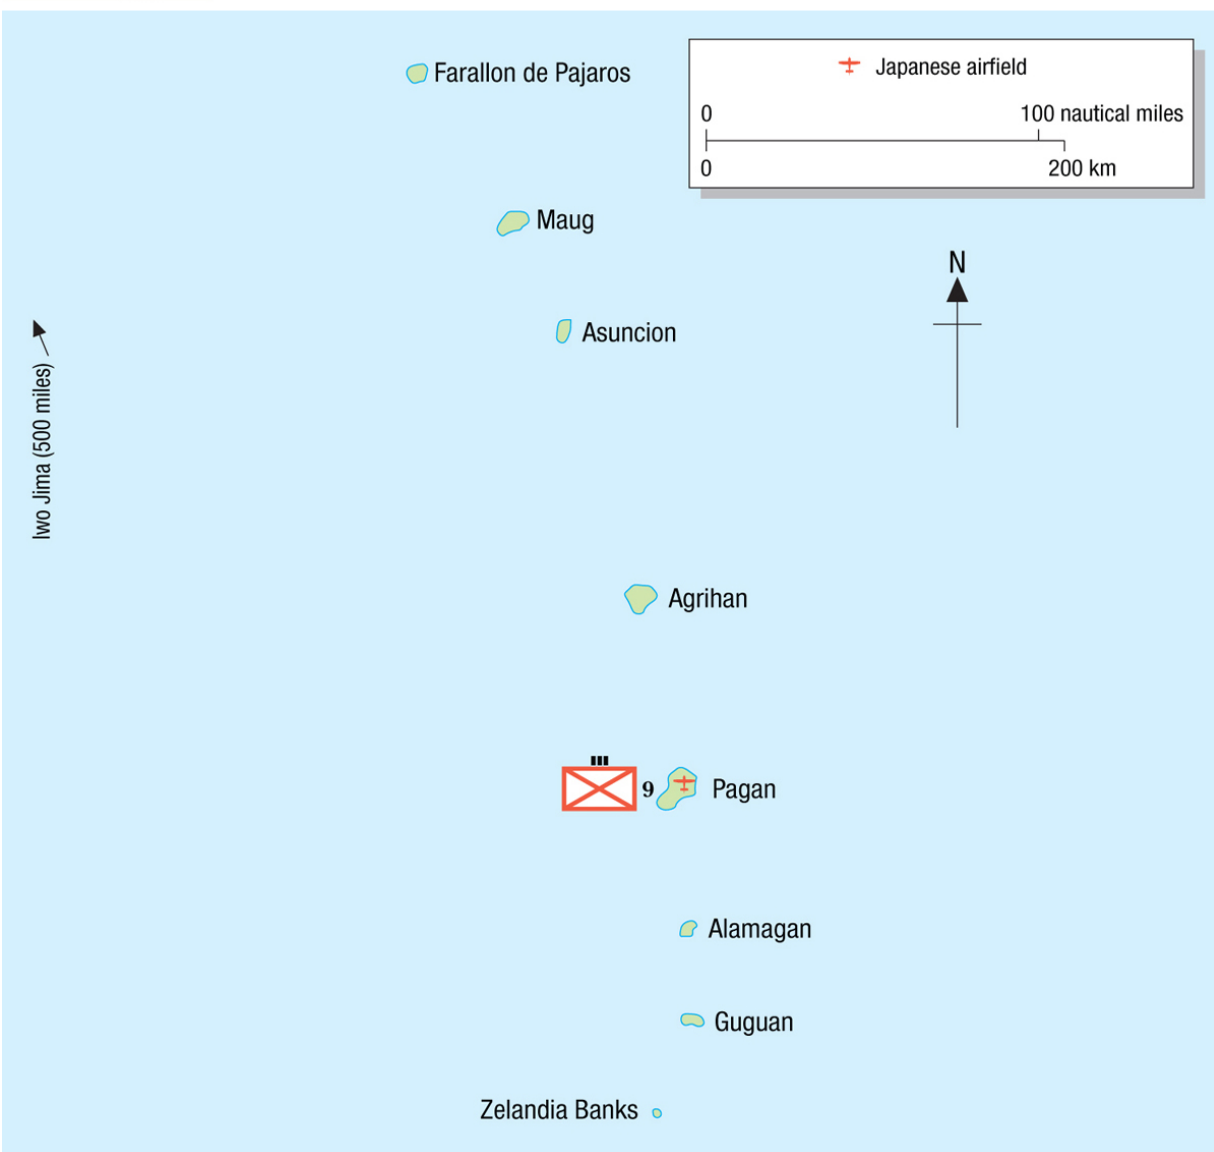 Farallon de Pajaros
Japanese airfield
0 100 nautical miles
0 200 km
Maug
N
Asuncion
Iwo Jima (500 miles)
Agrihan
9
Pagan
Alamagan
Guguan
Zelandia Banks